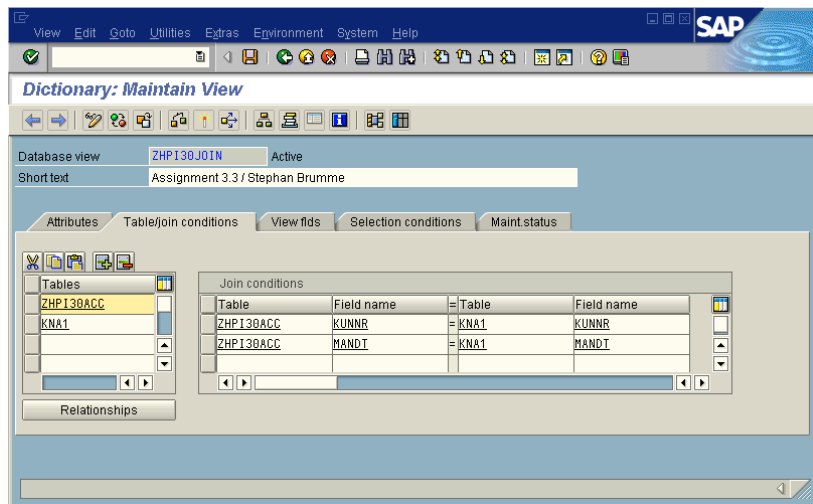 View Edit Goto Utilities Extras Environment System Help
SAP
Dictionary: Maintain View
Database view ZHPI30JOIN Active
Short text Assignment 3.3 / Stephan Brumme
Attributes Table/join conditions View flds Selection conditions Maint.status
Tables
ZHPI30ACC
KNA1
Relationships
Join conditions
Table Field name = Table Field name
ZHPI30ACC KUNNR = KNA1 KUNNR
ZHPI30ACC MANDT = KNA1 MANDT